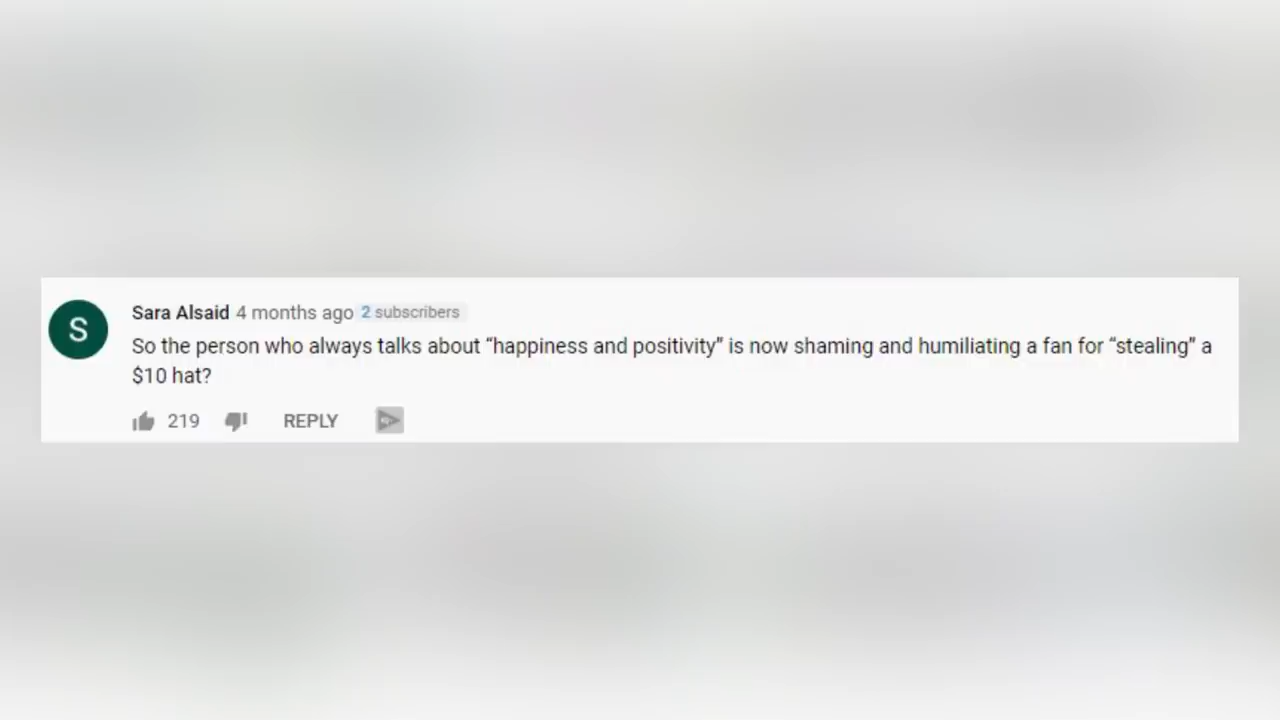 S
Sara Alsaid 4 months ago 2 subscribers
So the person who always talks about “happiness and positivity” is now shaming and humiliating a fan for “stealing” a
$10 hat?
219 REPLY